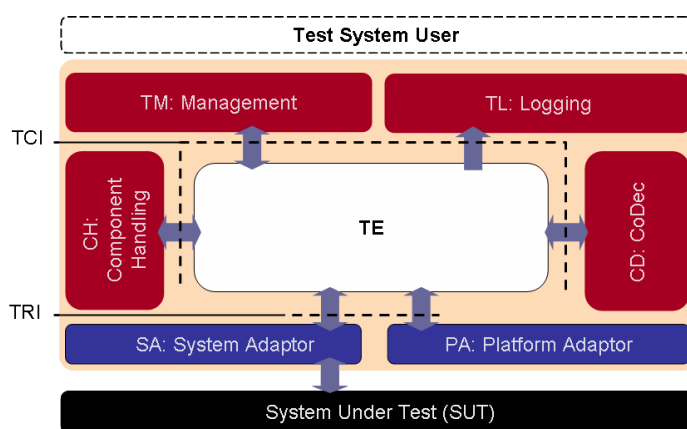 Test System User
TM: Management
TL: Logging
TCI
CH:
Component
Handling
TE
CD: CoDec
TRI
SA: System Adaptor
PA: Platform Adaptor
System Under Test (SUT)